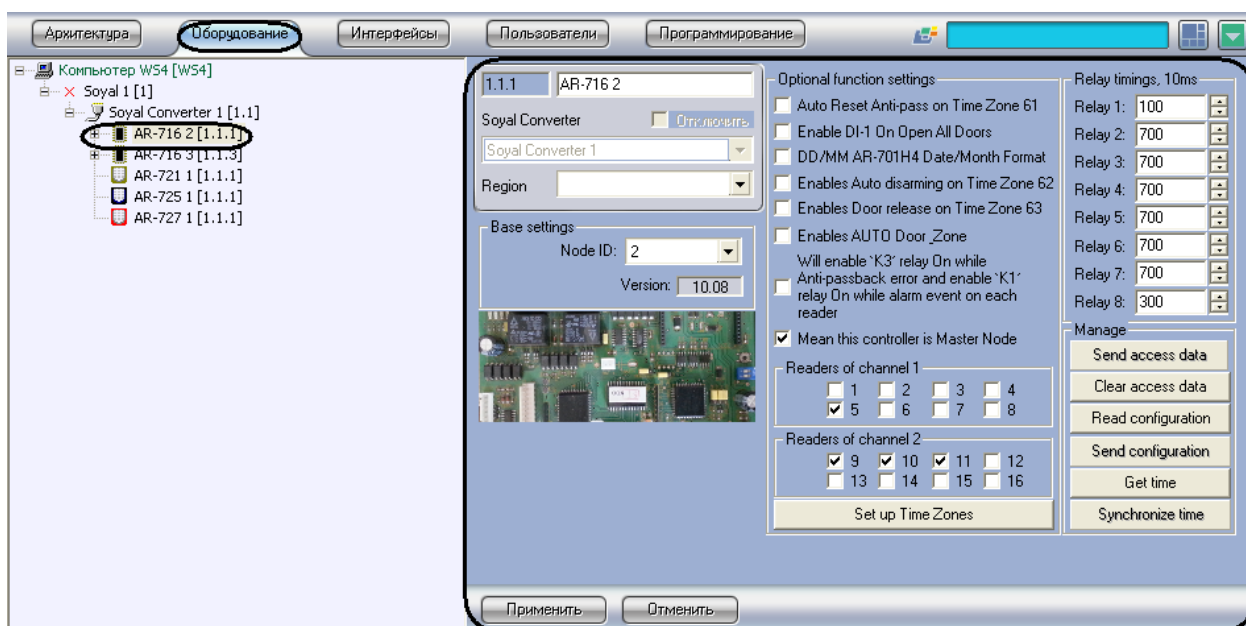 Архитектура Оборудование Интерфейсы Пользователи Программирование
Компьютер WS4 [WS4]
Soyal 1 [1]
Soyal Converter 1 [1.1]
AR-716 2 [1.1.1]
AR-716 3 [1.1.3]
AR-721 1 [1.1.1]
AR-725 1 [1.1.1]
AR-727 1 [1.1.1]
1.1.1 AR-716 2
Soyal Converter Отключить
Soyal Converter 1
Region
Base settings
Node ID: 2
Version: 10.08
Optional function settings
Auto Reset Anti-pass on Time Zone 61
Enable DI-1 On Open All Doors
DD/MM AR-701H4 Date/Month Format
Enables Auto disarming on Time Zone 62
Enables Door release on Time Zone 63
Enables AUTO Door_Zone
Will enable `K3´ relay On while
Anti-passback error and enable `K1´
relay On while alarm event on each
reader
Mean this controller is Master Node
Readers of channel 1
1 2 3 4
5 6 7 8
Readers of channel 2
9 10 11 12
13 14 15 16
Set up Time Zones
Relay timings, 10ms
Relay 1: 100
Relay 2: 700
Relay 3: 700
Relay 4: 700
Relay 5: 700
Relay 6: 700
Relay 7: 700
Relay 8: 300
Manage
Send access data
Clear access data
Read configuration
Send configuration
Get time
Synchronize time
Применить Отменить